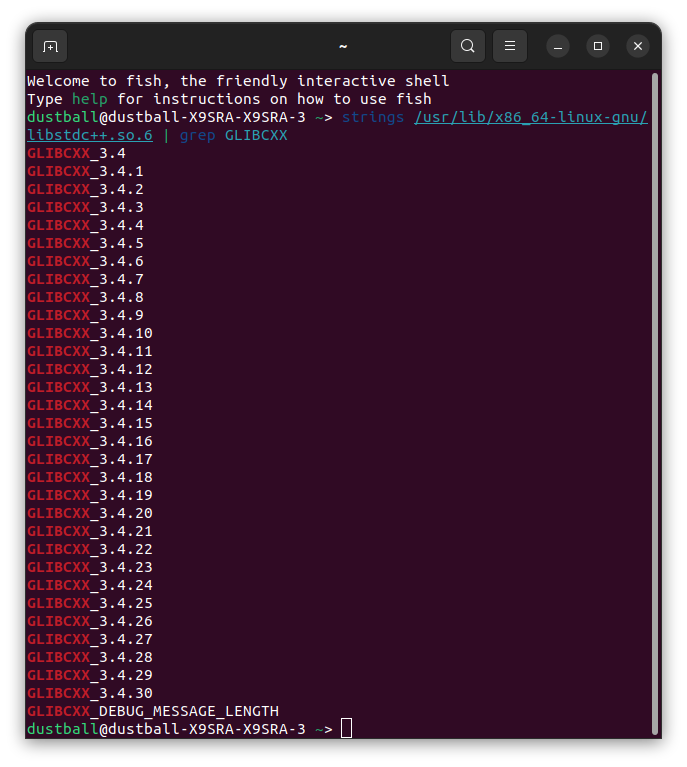 ~
Welcome to fish, the friendly interactive shell
Type help for instructions on how to use fish
dustball@dustball-X9SRA-X9SRA-3 ~> strings /usr/lib/x86_64-linux-gnu/
libstdc++.so.6 | grep GLIBCXX
GLIBCXX_3.4
GLIBCXX_3.4.1
GLIBCXX_3.4.2
GLIBCXX_3.4.3
GLIBCXX_3.4.4
GLIBCXX_3.4.5
GLIBCXX_3.4.6
GLIBCXX_3.4.7
GLIBCXX_3.4.8
GLIBCXX_3.4.9
GLIBCXX_3.4.10
GLIBCXX_3.4.11
GLIBCXX_3.4.12
GLIBCXX_3.4.13
GLIBCXX_3.4.14
GLIBCXX_3.4.15
GLIBCXX_3.4.16
GLIBCXX_3.4.17
GLIBCXX_3.4.18
GLIBCXX_3.4.19
GLIBCXX_3.4.20
GLIBCXX_3.4.21
GLIBCXX_3.4.22
GLIBCXX_3.4.23
GLIBCXX_3.4.24
GLIBCXX_3.4.25
GLIBCXX_3.4.26
GLIBCXX_3.4.27
GLIBCXX_3.4.28
GLIBCXX_3.4.29
GLIBCXX_3.4.30
GLIBCXX_DEBUG_MESSAGE_LENGTH
dustball@dustball-X9SRA-X9SRA-3 ~>